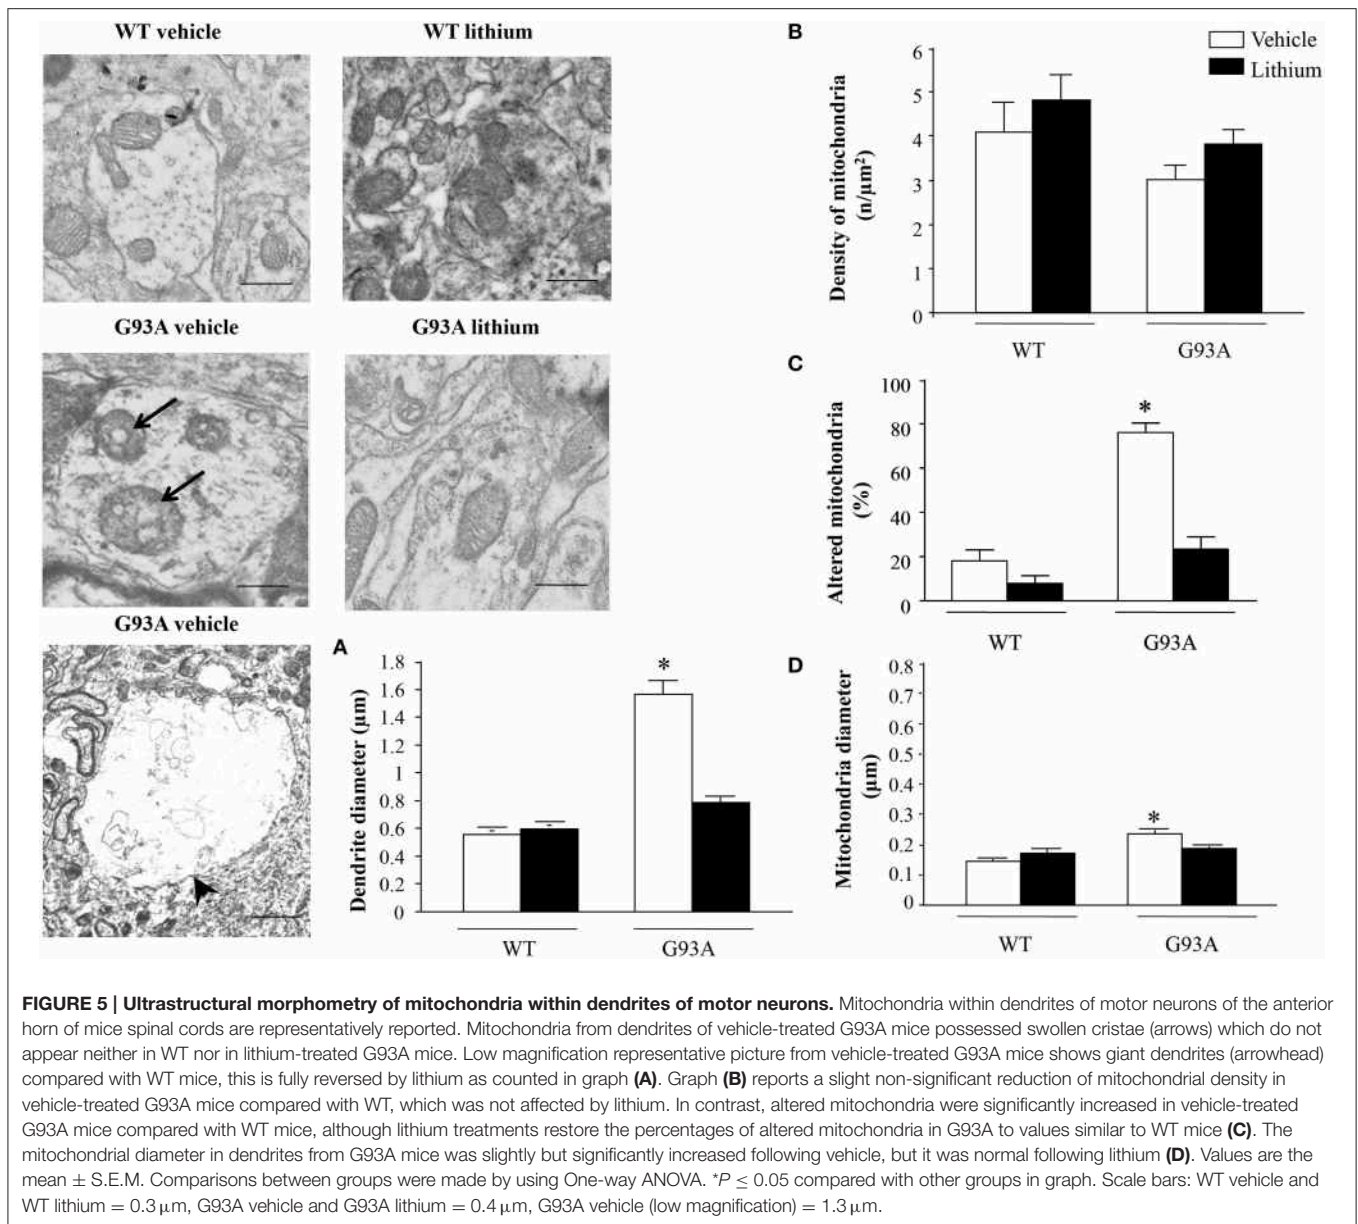 WT vehicle
WT lithium
G93A vehicle
G93A lithium
G93A vehicle
A
Dendrite diameter (µm)
1.8
1.6
1.4
1.2
1
0.8
0.6
0.4
0.2
0
*
WT
G93A
B
Vehicle
Lithium
Density of mitochondria
(n/µm²)
6
5
4
3
2
1
0
WT
G93A
C
Altered mitochondria
(%)
100
80
60
40
20
0
*
WT
G93A
D
Mitochondria diameter
(µm)
0.8
0.7
0.6
0.5
0.4
0.3
0.2
0.1
0
*
WT
G93A
FIGURE 5 | Ultrastructural morphometry of mitochondria within dendrites of motor neurons. Mitochondria within dendrites of motor neurons of the anterior
horn of mice spinal cords are representatively reported. Mitochondria from dendrites of vehicle-treated G93A mice possessed swollen cristae (arrows) which do not
appear neither in WT nor in lithium-treated G93A mice. Low magnification representative picture from vehicle-treated G93A mice shows giant dendrites (arrowhead)
compared with WT mice, this is fully reversed by lithium as counted in graph (A). Graph (B) reports a slight non-significant reduction of mitochondrial density in
vehicle-treated G93A mice compared with WT, which was not affected by lithium. In contrast, altered mitochondria were significantly increased in vehicle-treated
G93A mice compared with WT mice, although lithium treatments restore the percentages of altered mitochondria in G93A to values similar to WT mice (C). The
mitochondrial diameter in dendrites from G93A mice was slightly but significantly increased following vehicle, but it was normal following lithium (D). Values are the
mean ± S.E.M. Comparisons between groups were made by using One-way ANOVA. *P ≤ 0.05 compared with other groups in graph. Scale bars: WT vehicle and
WT lithium = 0.3 µm, G93A vehicle and G93A lithium = 0.4 µm, G93A vehicle (low magnification) = 1.3 µm.